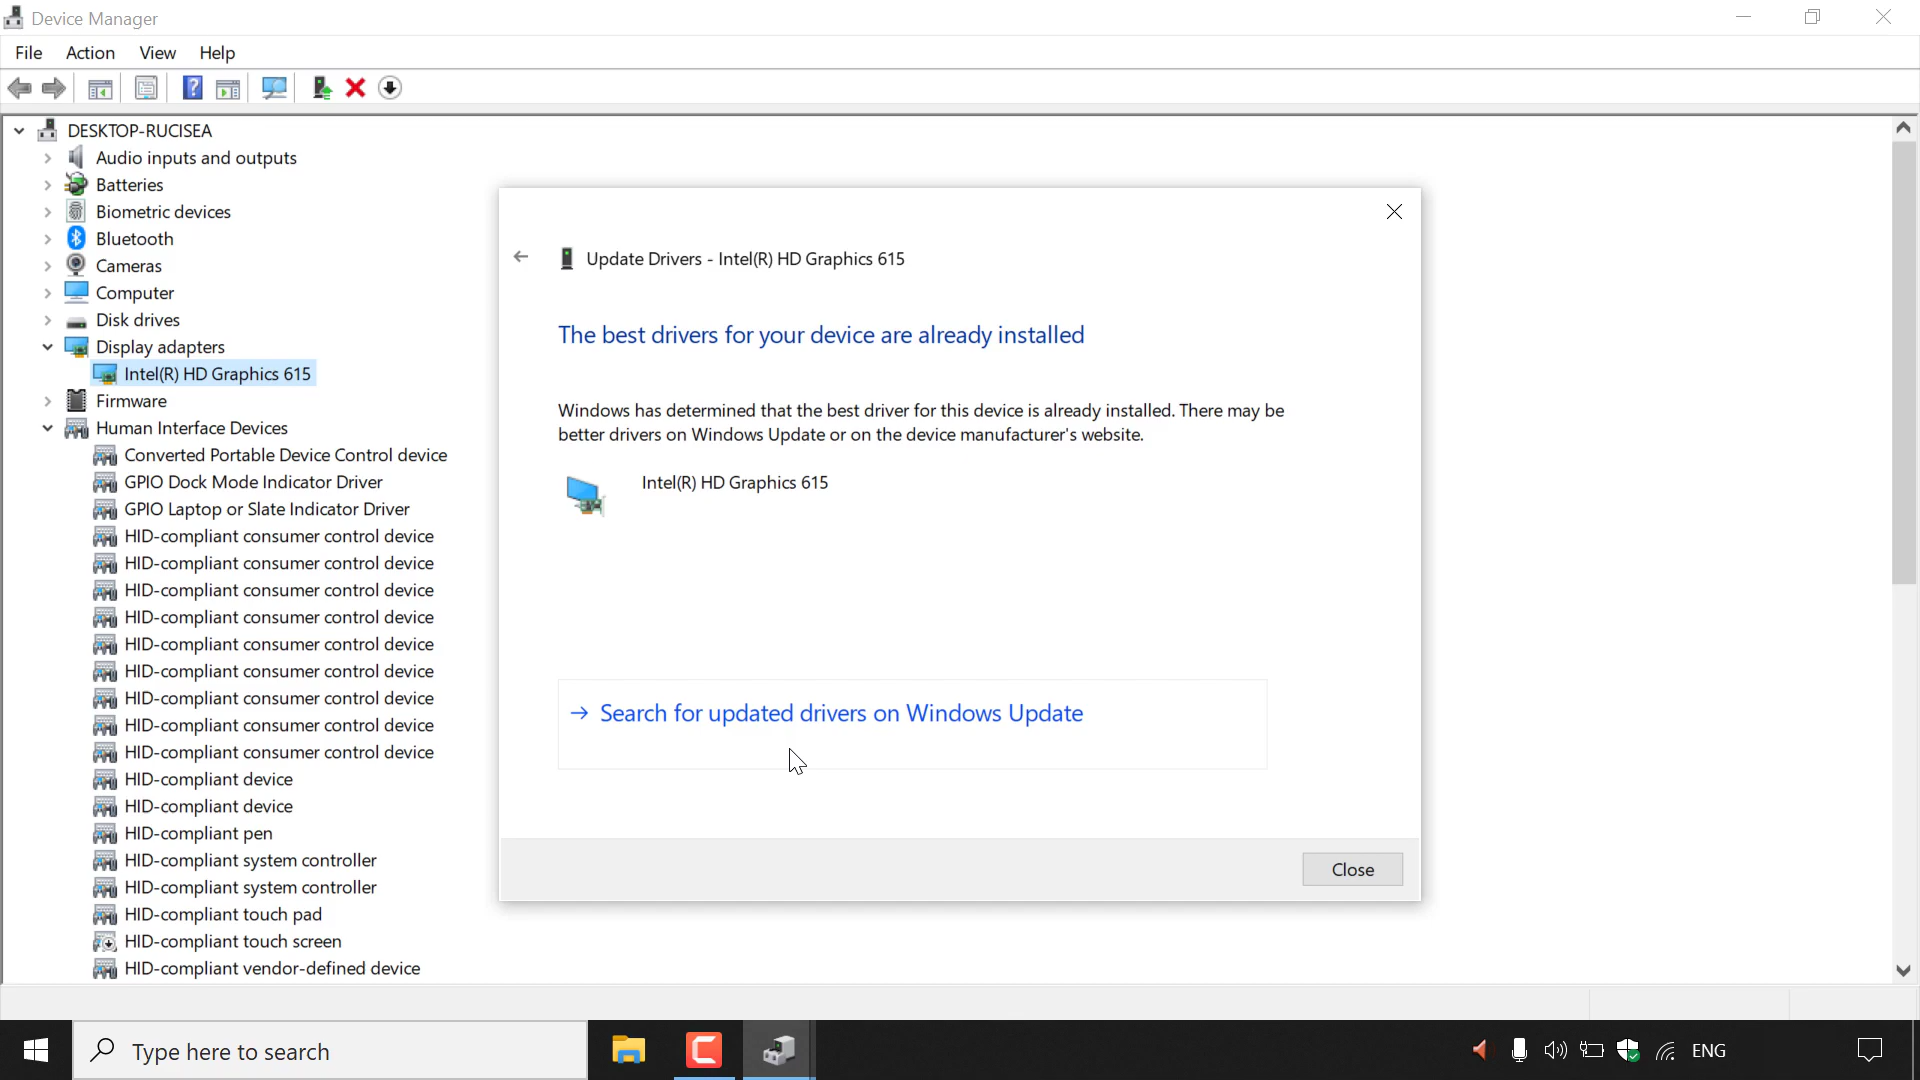 Device Manager
File Action View Help
DESKTOP-RUCISEA
Audio inputs and outputs
Batteries
Biometric devices
Bluetooth
Cameras
Computer
Disk drives
Display adapters
Intel(R) HD Graphics 615
Firmware
Human Interface Devices
Converted Portable Device Control device
GPIO Dock Mode Indicator Driver
GPIO Laptop or Slate Indicator Driver
HID-compliant consumer control device
HID-compliant consumer control device
HID-compliant consumer control device
HID-compliant consumer control device
HID-compliant consumer control device
HID-compliant consumer control device
HID-compliant consumer control device
HID-compliant consumer control device
HID-compliant consumer control device
HID-compliant device
HID-compliant device
HID-compliant pen
HID-compliant system controller
HID-compliant system controller
HID-compliant touch pad
HID-compliant touch screen
HID-compliant vendor-defined device
Update Drivers - Intel(R) HD Graphics 615
The best drivers for your device are already installed
Windows has determined that the best driver for this device is already installed. There may be
better drivers on Windows Update or on the device manufacturer's website.
Intel(R) HD Graphics 615
Search for updated drivers on Windows Update
Close
Type here to search
ENG